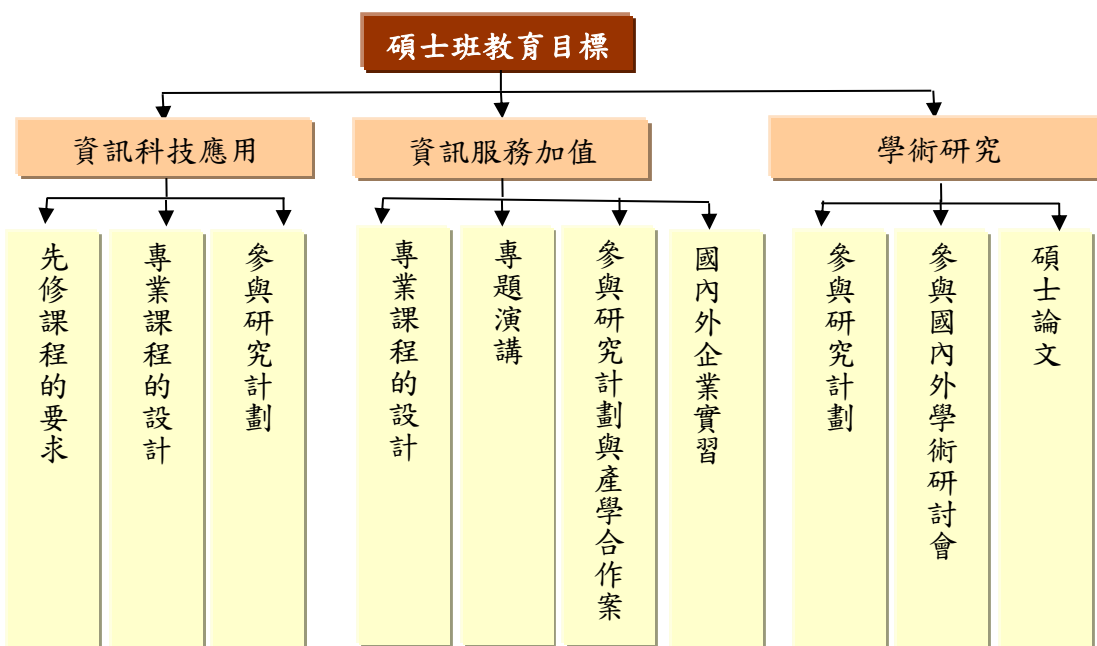 碩士班教育目標
資訊科技應用
資訊服務加值
學術研究
先修課程的要求
專業課程的設計
參與研究計劃
專業課程的設計
專題演講
參與研究計劃與產學合作案
國內外企業實習
參與研究計劃
參與國內外學術研討會
碩士論文